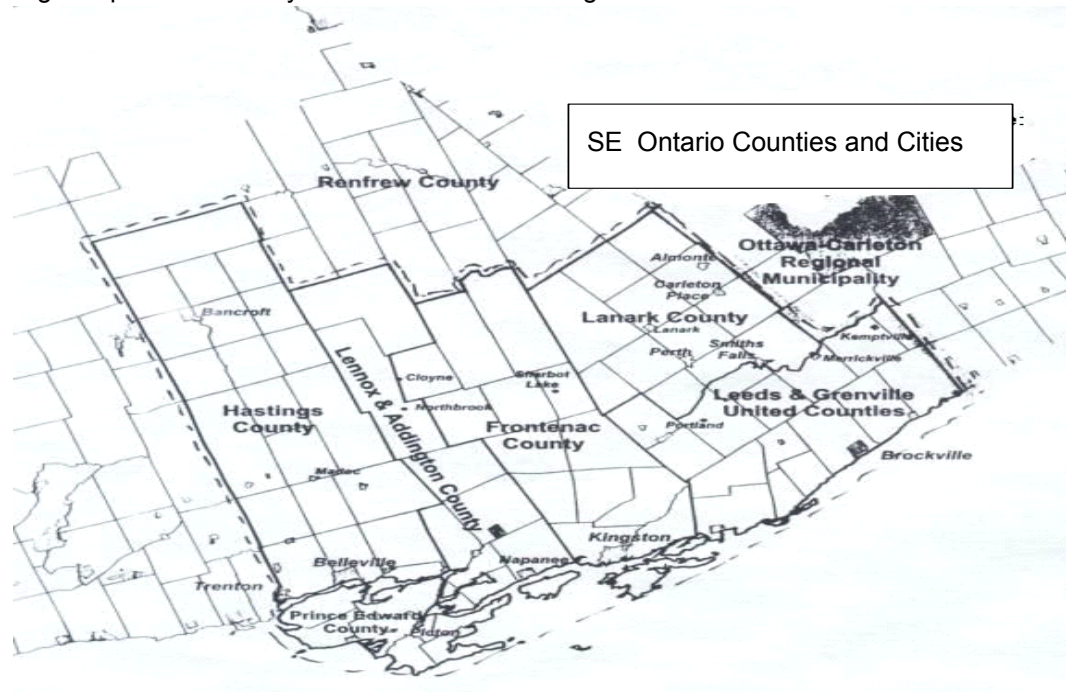 SE Ontario Counties and Cities
Renfrew County
Ottawa-Carleton
Regional
Municipality
Almonte
Carleton
Place
Lanark County
Lanark
Perth
Smiths
Falls
Kemptville
Merrickville
Bancroft
Lennox & Addington County
Cloyne
Sharbot
Lake
Northbrook
Hastings
County
Frontenac
County
Leeds & Grenville
United Counties
Portland
Brockville
Madoc
Kingston
Belleville
Napanee
Trenton
Prince Edward
County
Picton